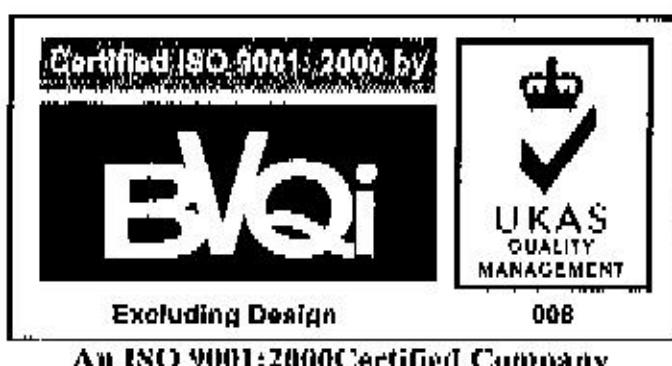 Certified ISO 9001: 2000 by
BVQi
UKAS
QUALITY
MANAGEMENT
Excluding Design
008
An ISO 9001:2000Certified Company